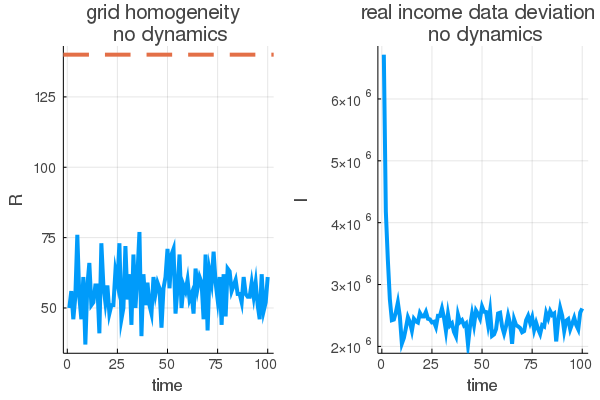 grid homogeneity
no dynamics
125
100
75
50
R
0
25
50
75
100
time
real income data deviation
no dynamics
6×10 6
5×10 6
4×10 6
3×10 6
2×10 6
I
0
25
50
75
100
time